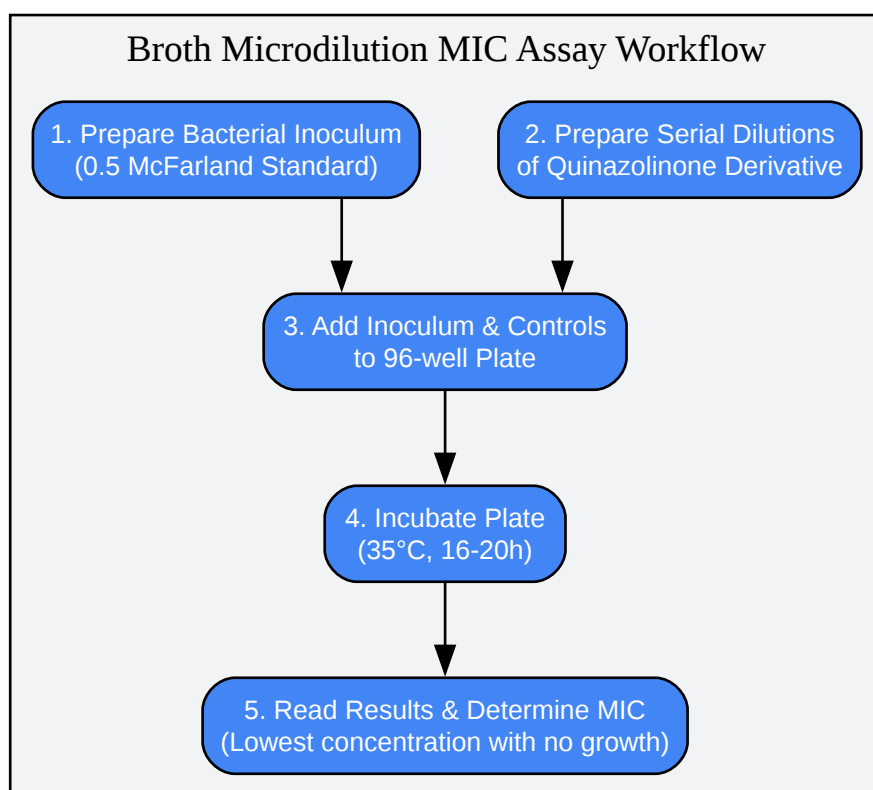 Broth Microdilution MIC Assay Workflow
1. Prepare Bacterial Inoculum
(0.5 McFarland Standard)
2. Prepare Serial Dilutions
of Quinazolinone Derivative
3. Add Inoculum & Controls
to 96-well Plate
4. Incubate Plate
(35°C, 16-20h)
5. Read Results & Determine MIC
(Lowest concentration with no growth)